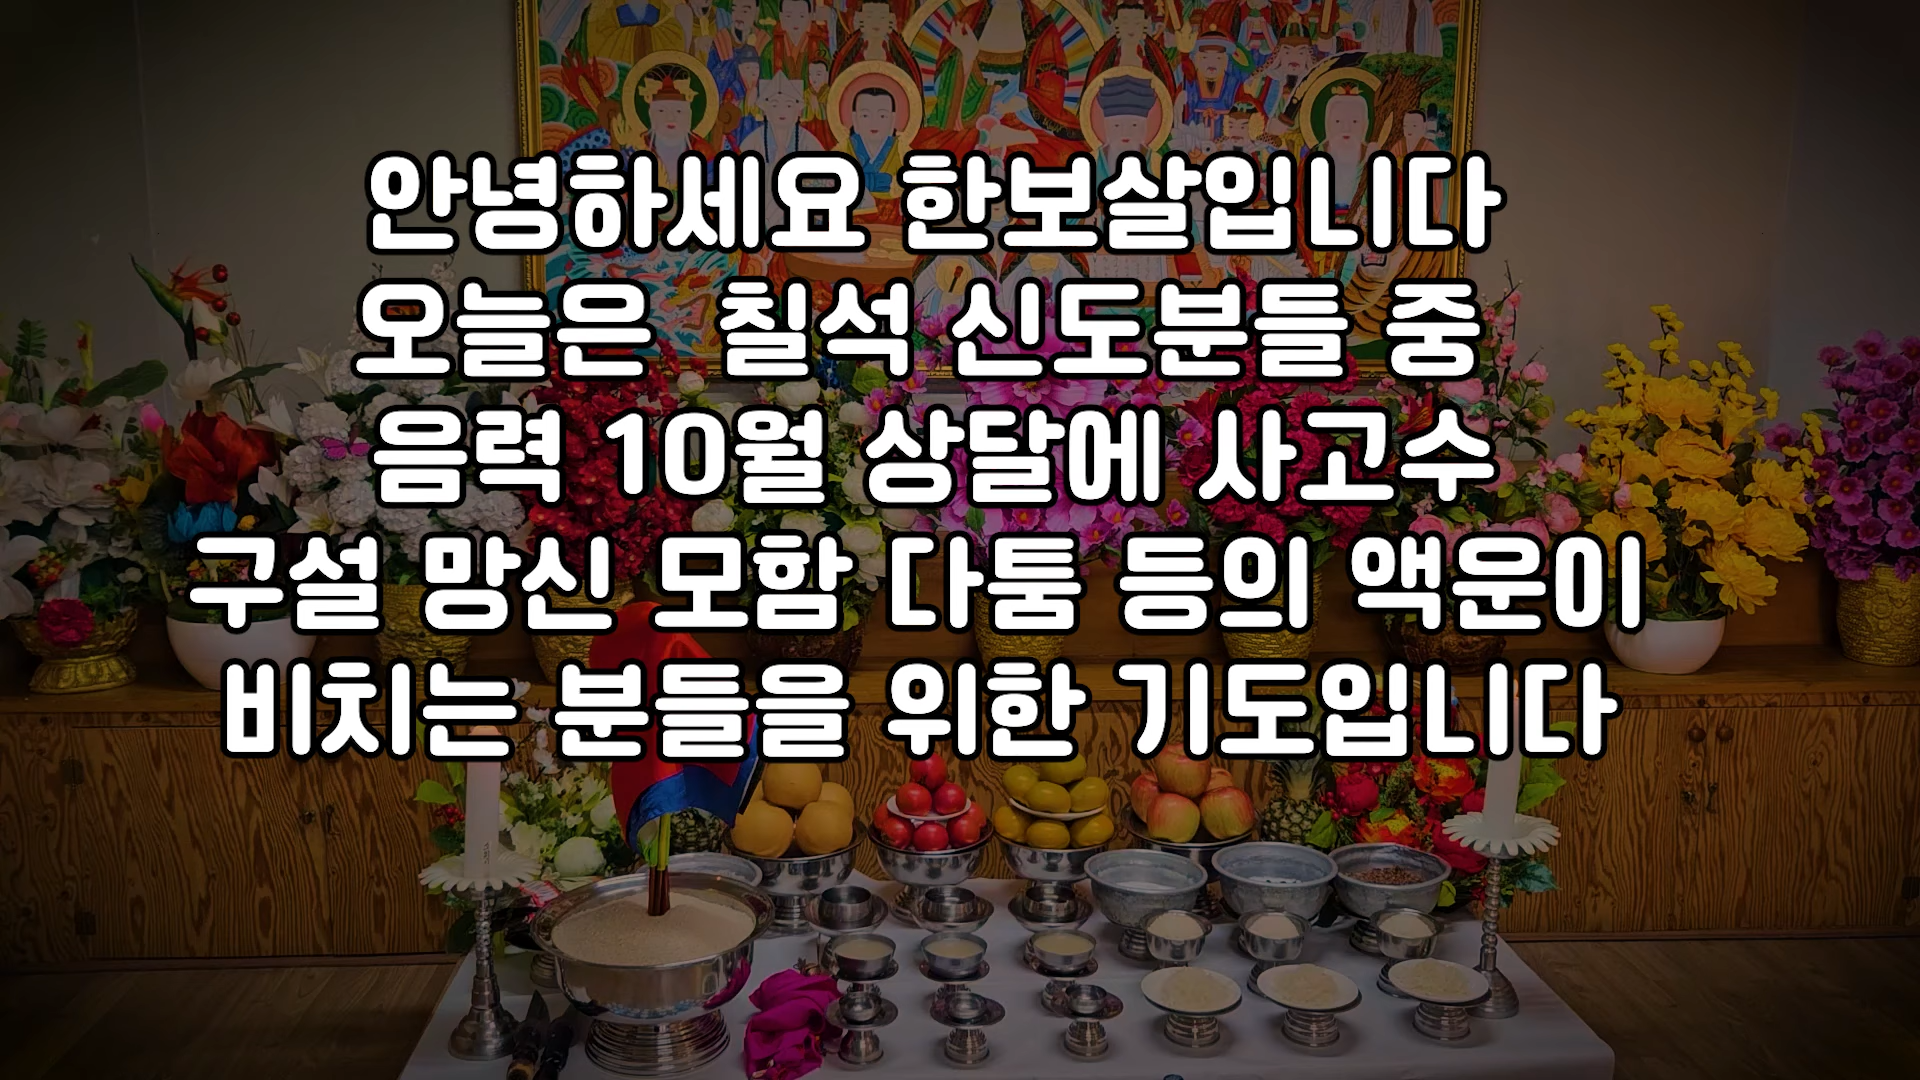 안녕하세요 한보살입니다
오늘은  칠석 신도분들 중
음력 10월 상달에 사고수
구설 망신 모함 다툼 등의 액운이
비치는 분들을 위한 기도입니다